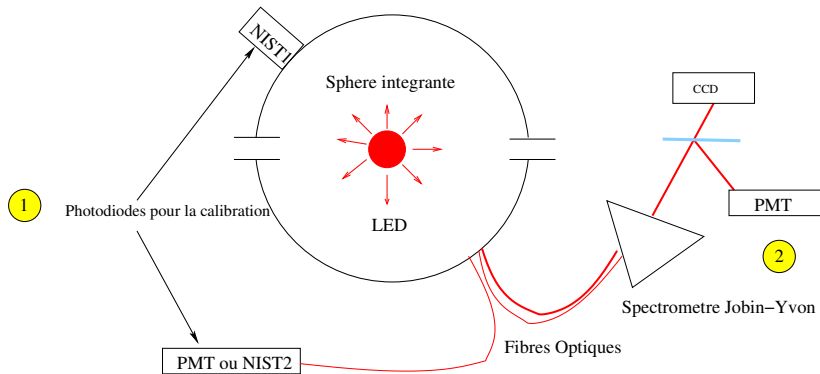 NIST1
Sphere integrante
CCD
1
Photodiodes pour la calibration
PMT
LED
2
Spectrometre Jobin−Yvon
Fibres Optiques
PMT ou NIST2